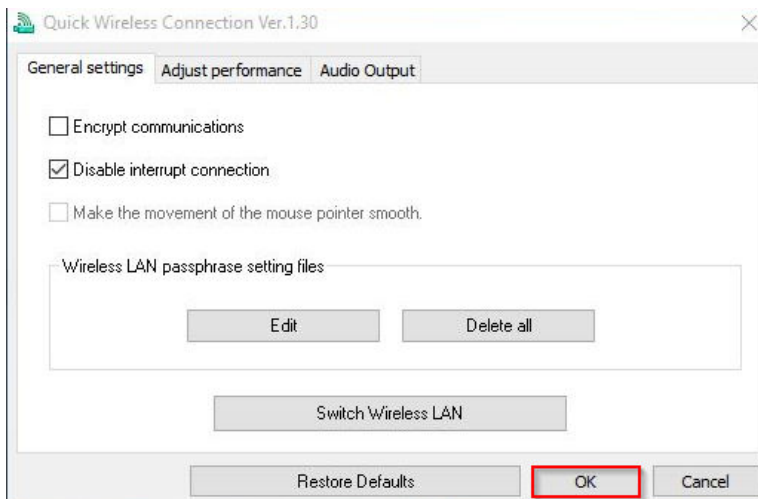 Quick Wireless Connection Ver.1.30
General settings Adjust performance Audio Output
Encrypt communications
Disable interrupt connection
Make the movement of the mouse pointer smooth.
Wireless LAN passphrase setting files
Edit Delete all
Switch Wireless LAN
Restore Defaults OK Cancel